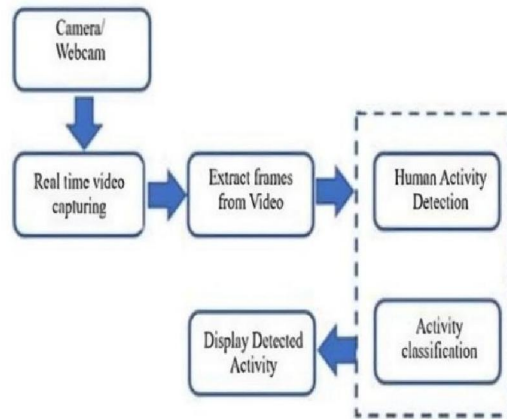 Camera/
Webcam
Real time video
capturing
Extract frames
from Video
Human Activity
Detection
Display Detected
Activity
Activity
classification